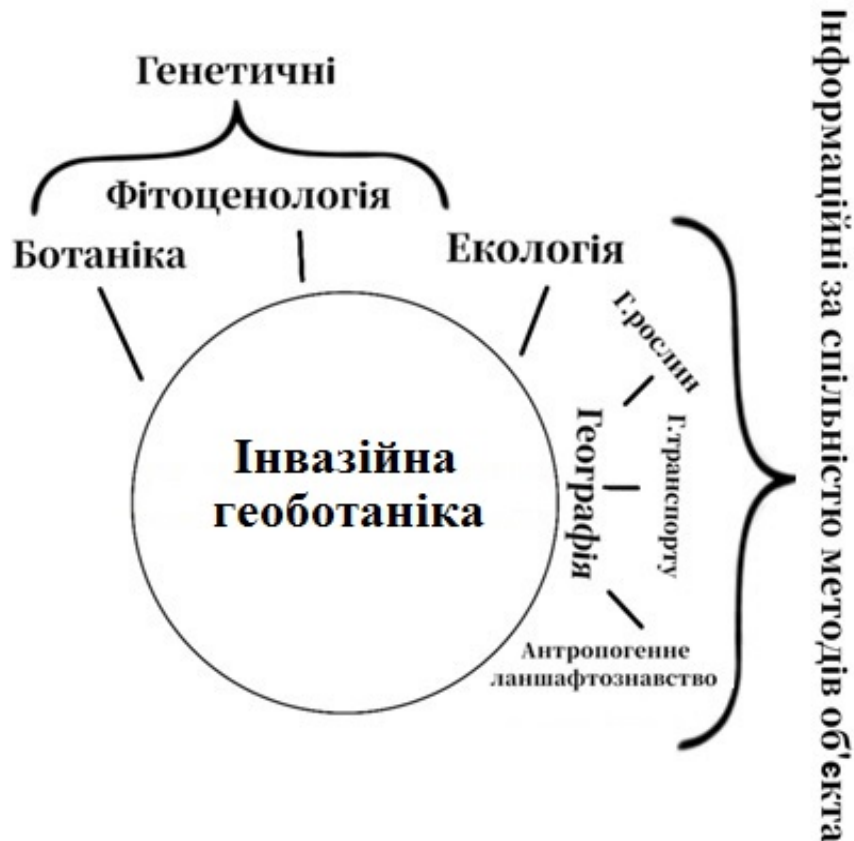 Генетичні
Фітоценологія
Ботаніка
Екологія
Г.рослин
Географія
Г.транспорту
Антропогенне
ланшафтознавство
Інвазійна
геоботаніка
Інформаційні за спільністю методів об'єкта